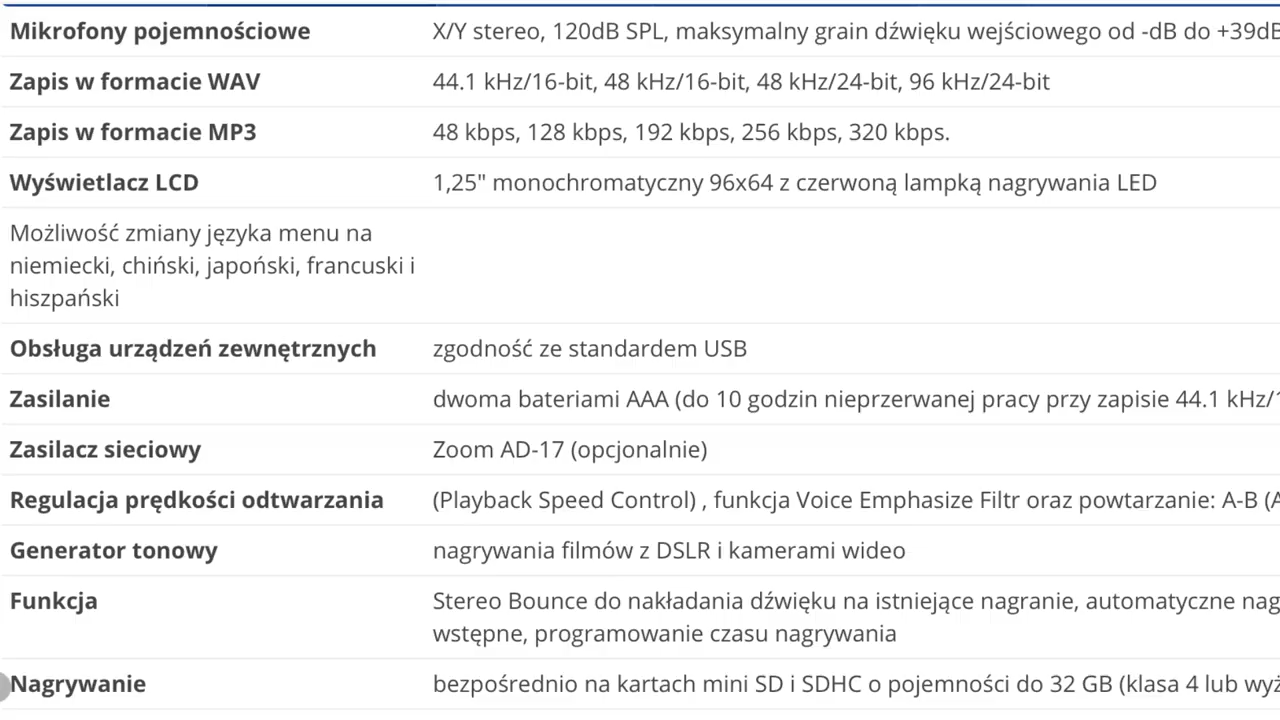 Mikrofony pojemnościowe X/Y stereo, 120dB SPL, maksymalny grain dźwięku wejściowego od -dB do +39dB
Zapis w formacie WAV 44.1 kHz/16-bit, 48 kHz/16-bit, 48 kHz/24-bit, 96 kHz/24-bit
Zapis w formacie MP3 48 kbps, 128 kbps, 192 kbps, 256 kbps, 320 kbps.
Wyświetlacz LCD 1,25" monochromatyczny 96x64 z czerwoną lampką nagrywania LED
Możliwość zmiany języka menu na
niemiecki, chiński, japoński, francuski i
hiszpański
Obsługa urządzeń zewnętrznych zgodność ze standardem USB
Zasilanie dwoma bateriami AAA (do 10 godzin nieprzerwanej pracy przy zapisie 44.1 kHz/1
Zasilacz sieciowy Zoom AD-17 (opcjonalnie)
Regulacja prędkości odtwarzania (Playback Speed Control) , funkcja Voice Emphasize Filtr oraz powtarzanie: A-B (A
Generator tonowy nagrywania filmów z DSLR i kamerami wideo
Funkcja Stereo Bounce do nakładania dźwięku na istniejące nagranie, automatyczne nag
wstępne, programowanie czasu nagrywania
Nagrywanie bezpośrednio na kartach mini SD i SDHC o pojemności do 32 GB (klasa 4 lub wyż